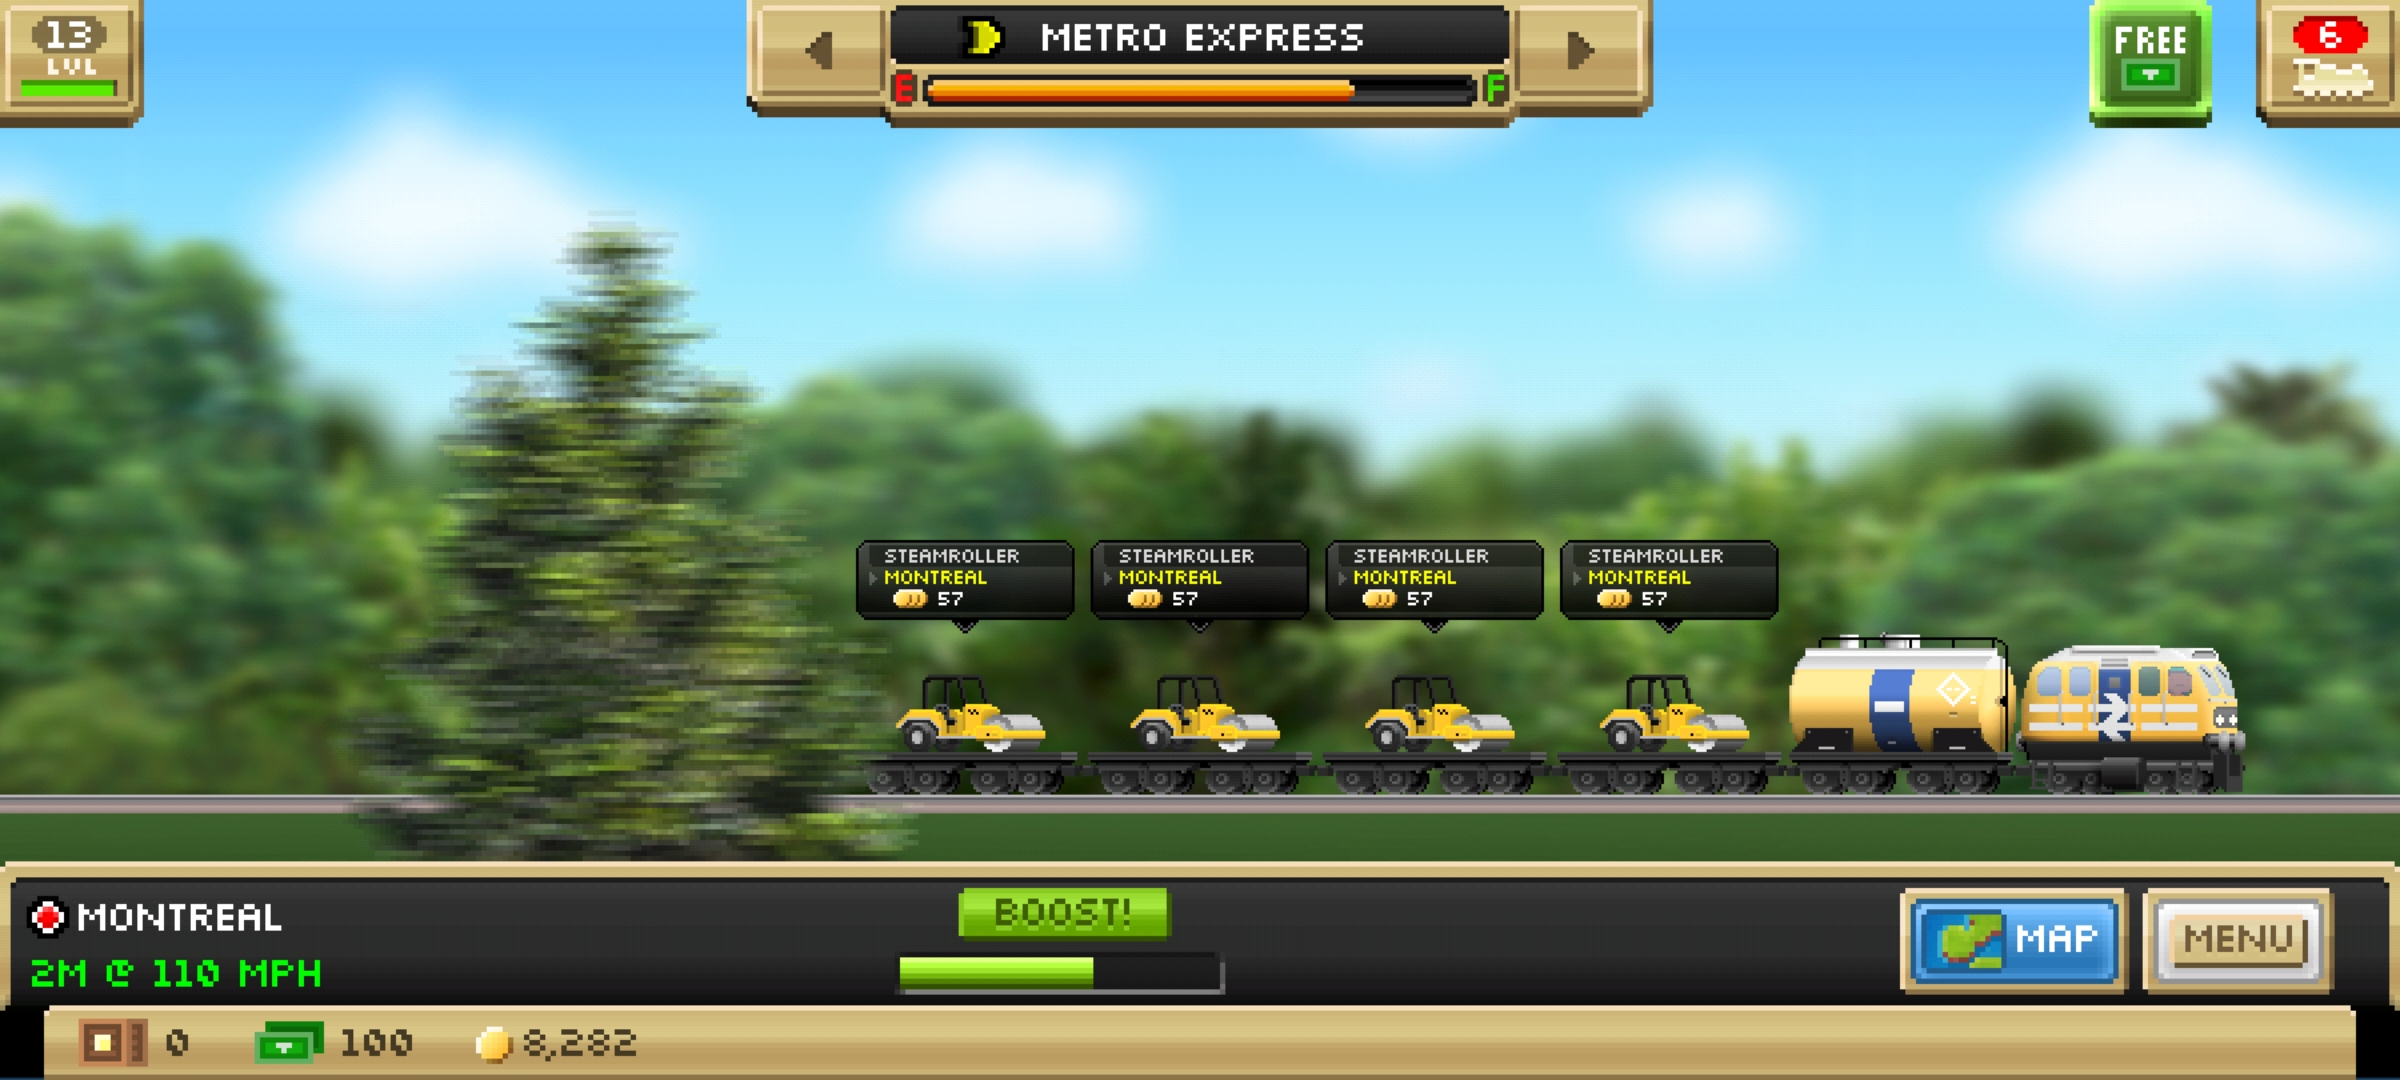 13
LVL
METRO EXPRESS
E
F
FREE
6
STEAMROLLER
MONTREAL
57
STEAMROLLER
MONTREAL
57
STEAMROLLER
MONTREAL
57
STEAMROLLER
MONTREAL
57
MONTREAL
2M @ 110 MPH
BOOST!
MAP
MENU
0
100
8,282